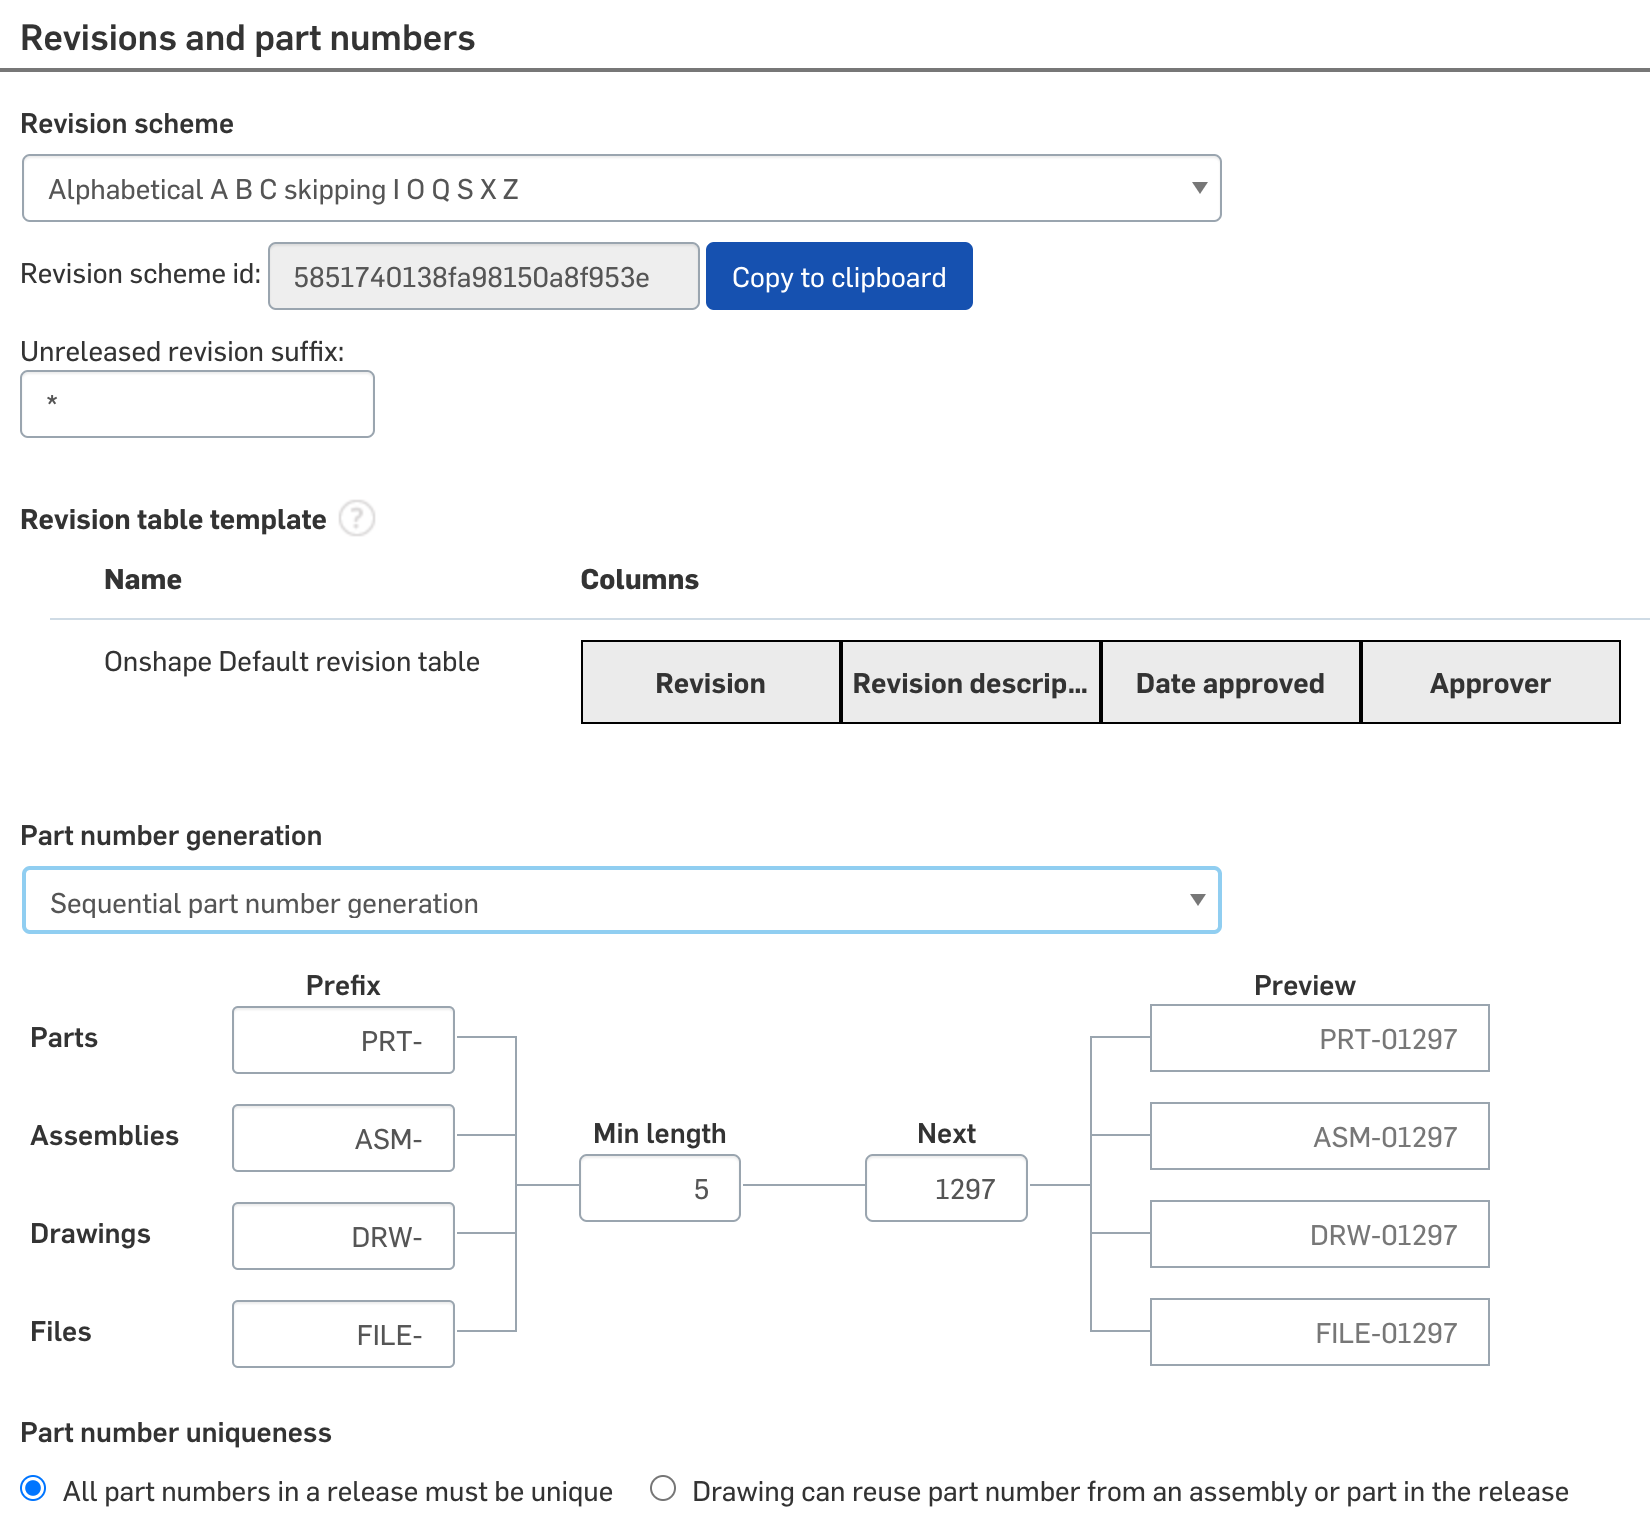 Revisions and part numbers
Revision scheme
Alphabetical A B C skipping I O Q S X Z
Revision scheme id: 5851740138fa98150a8f953e Copy to clipboard
Unreleased revision suffix:
*
Revision table template ?
Name Columns
Onshape Default revision table Revision Revision descrip... Date approved Approver
Part number generation
Sequential part number generation
Prefix Preview
Parts PRT- PRT-01297
Assemblies ASM- ASM-01297
Min length Next
5 1297
Drawings DRW- DRW-01297
Files FILE- FILE-01297
Part number uniqueness
All part numbers in a release must be unique Drawing can reuse part number from an assembly or part in the release